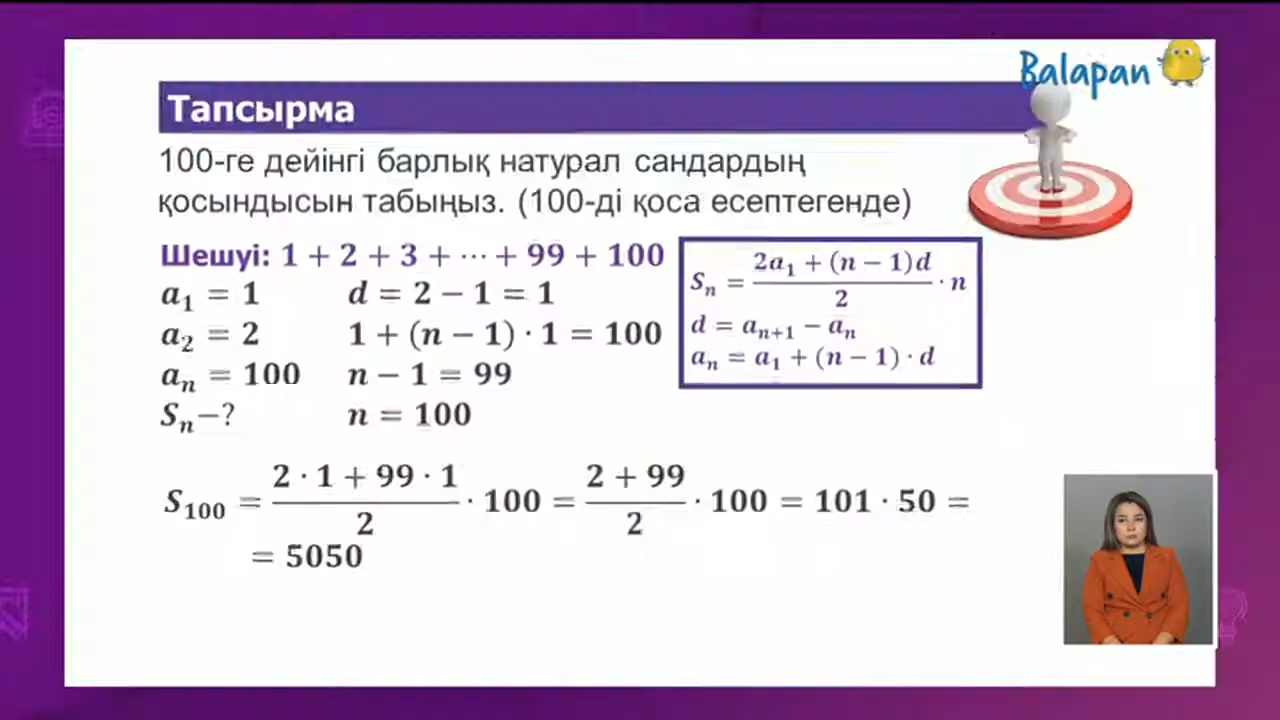 Balapan
Тапсырма
100-ге дейінгі барлық натурал сандардың
қосындысын табыңыз. (100-ді қоса есептегенде)
Шешуі: 1 + 2 + 3 + ⋯ + 99 + 100
a₁ = 1 d = 2 − 1 = 1
a₂ = 2 1 + (n − 1) · 1 = 100
aₙ = 100 n − 1 = 99
Sₙ−? n = 100
Sₙ = (2a₁ + (n − 1)d)/2 · n
d = aₙ₊₁ − aₙ
aₙ = a₁ + (n − 1) · d
S₁₀₀ = (2 · 1 + 99 · 1)/2 · 100 = (2 + 99)/2 · 100 = 101 · 50 =
= 5050